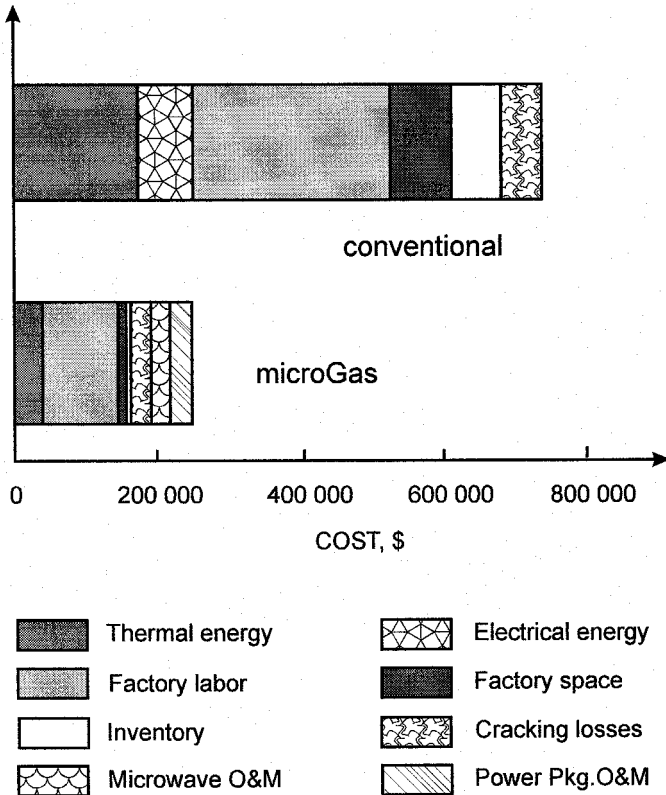 conventional
microGas
0 200 000 400 000 600 000 800 000
COST, $
Thermal energy Electrical energy
Factory labor Factory space
Inventory Cracking losses
Microwave O&M Power Pkg.O&M